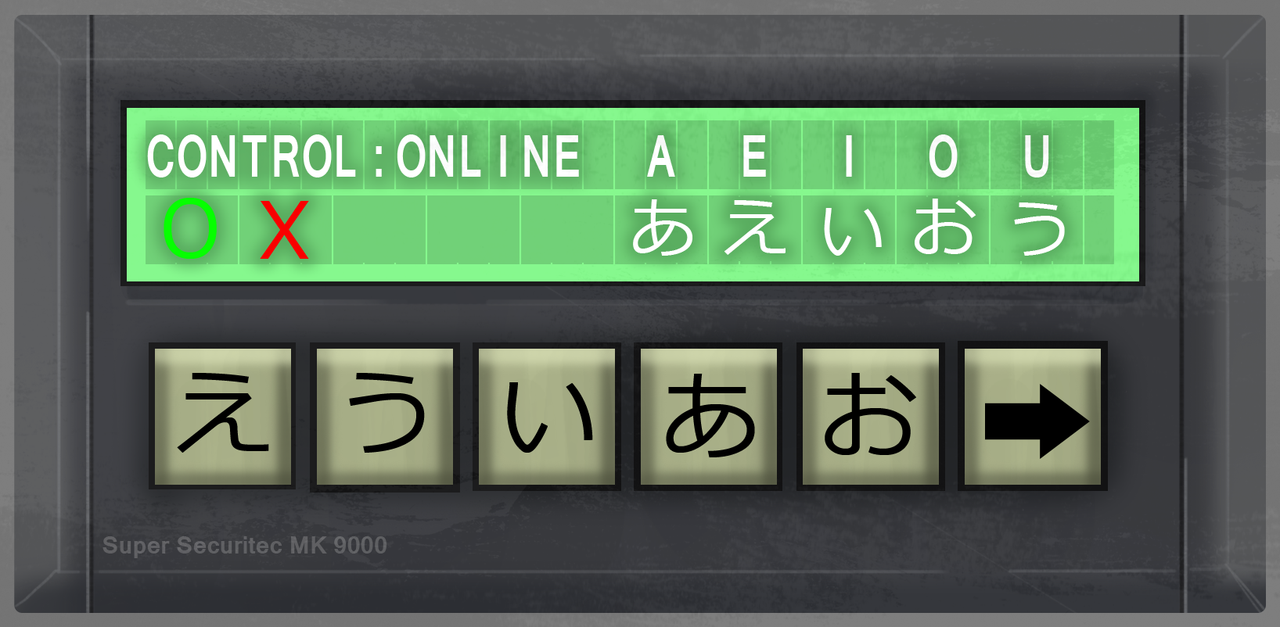 CONTROL:ONLINE A E I O U
O X あ え い お う
え う い あ お
Super Securitec MK 9000